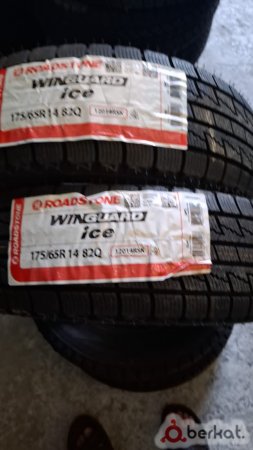 ROADSTONE
WINGUARD
ice
175/65R14 82Q
ROADSTONE
WINGUARD
ice
175/65R14 82Q
berkat.